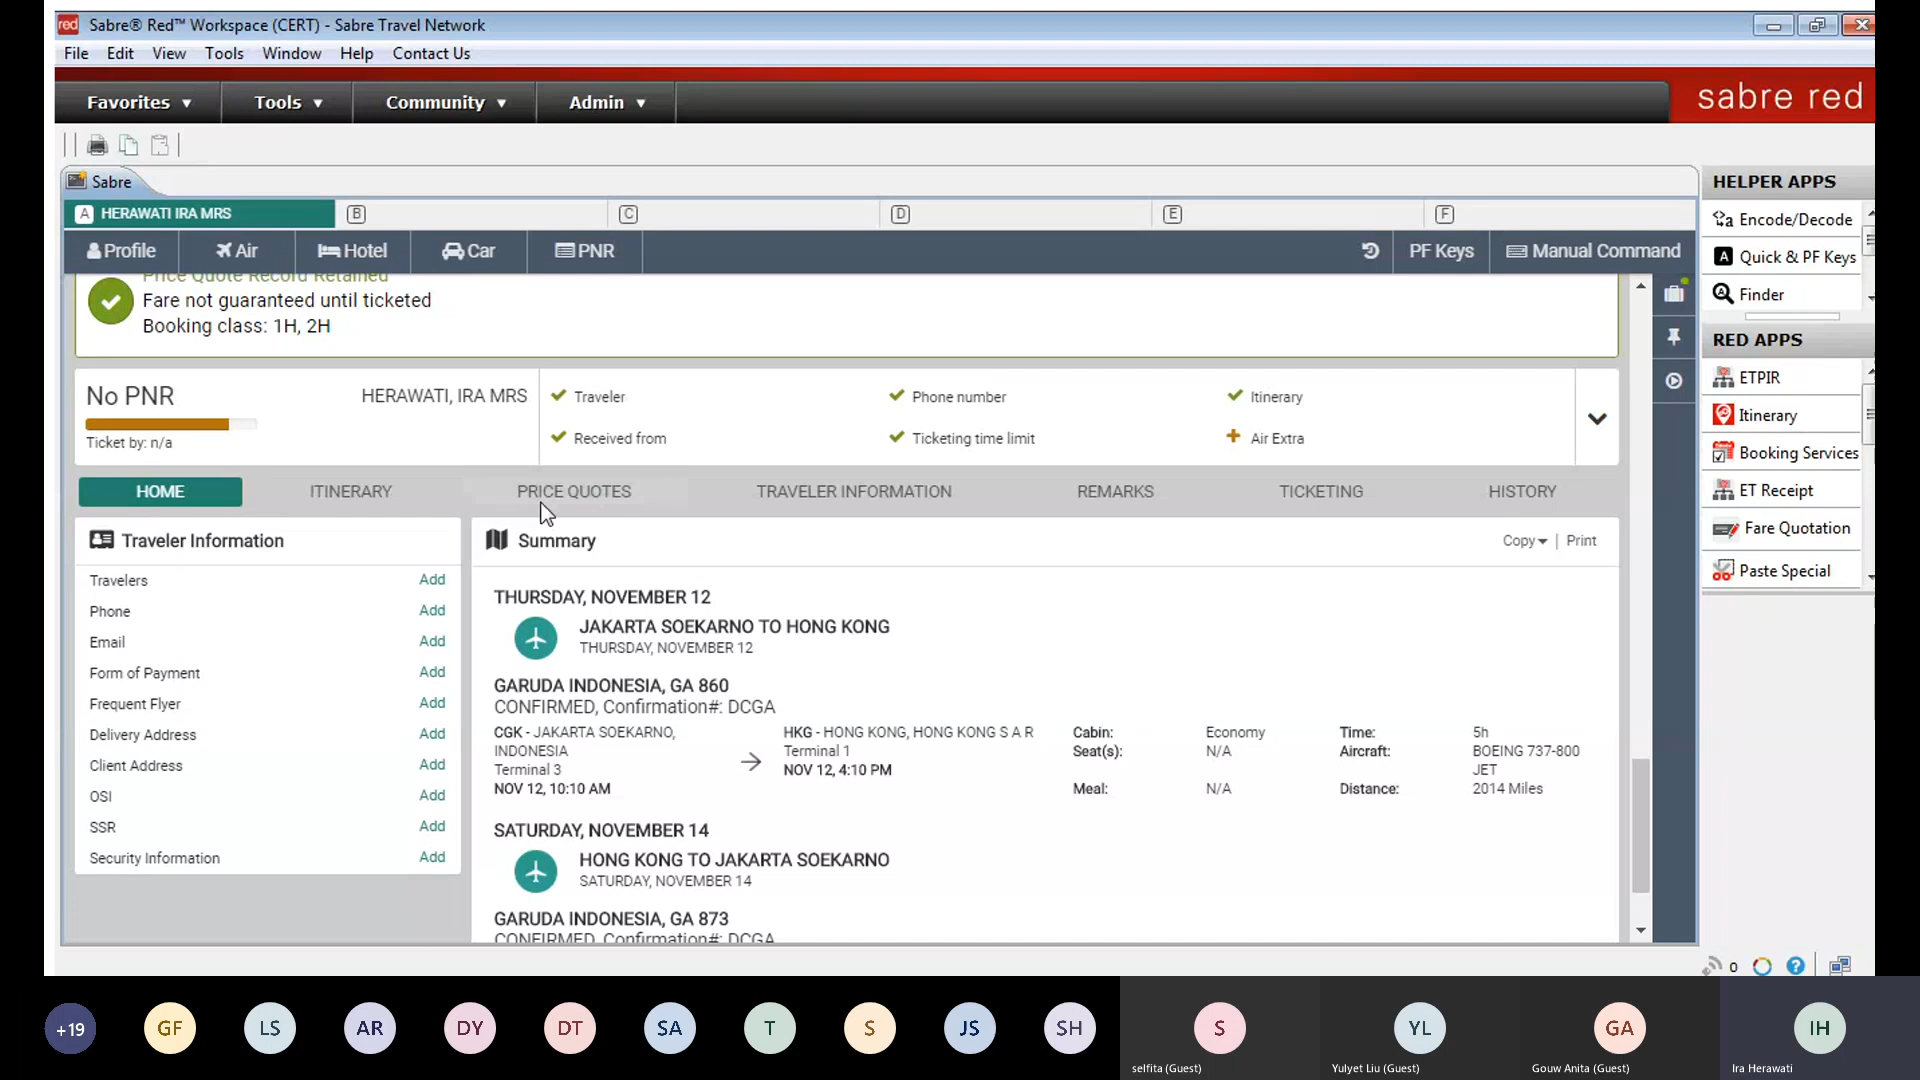 red Sabre® Red™ Workspace (CERT) - Sabre Travel Network
File Edit View Tools Window Help Contact Us
Favorites ▼ Tools ▼ Community ▼ Admin ▼
sabre red
Sabre
A HERAWATI IRA MRS B C D E F
Profile Air Hotel Car PNR PF Keys Manual Command
Price Quote Record Retained
Fare not guaranteed until ticketed
Booking class: 1H, 2H
No PNR HERAWATI, IRA MRS
Ticket by: n/a
Traveler Phone number Itinerary
Received from Ticketing time limit Air Extra
HOME ITINERARY PRICE QUOTES TRAVELER INFORMATION REMARKS TICKETING HISTORY
Traveler Information
Travelers Add
Phone Add
Email Add
Form of Payment Add
Frequent Flyer Add
Delivery Address Add
Client Address Add
OSI Add
SSR Add
Security Information Add
Summary Copy | Print
THURSDAY, NOVEMBER 12
JAKARTA SOEKARNO TO HONG KONG
THURSDAY, NOVEMBER 12
GARUDA INDONESIA, GA 860
CONFIRMED, Confirmation#: DCGA
CGK - JAKARTA SOEKARNO,
INDONESIA
Terminal 3
NOV 12, 10:10 AM
HKG - HONG KONG, HONG KONG S A R
Terminal 1
NOV 12, 4:10 PM
Cabin: Economy
Seat(s): N/A
Meal: N/A
Time: 5h
Aircraft: BOEING 737-800
JET
Distance: 2014 Miles
SATURDAY, NOVEMBER 14
HONG KONG TO JAKARTA SOEKARNO
SATURDAY, NOVEMBER 14
GARUDA INDONESIA, GA 873
CONFIRMED, Confirmation#: DCGA
HELPER APPS
Encode/Decode
A Quick & PF Keys
Finder
RED APPS
ETPIR
Itinerary
Booking Services
ET Receipt
Fare Quotation
Paste Special
0 ?
+19 GF LS AR DY DT SA T S JS SH S YL GA IH
selfita (Guest) Yulyet Liu (Guest) Gouw Anita (Guest) Ira Herawati